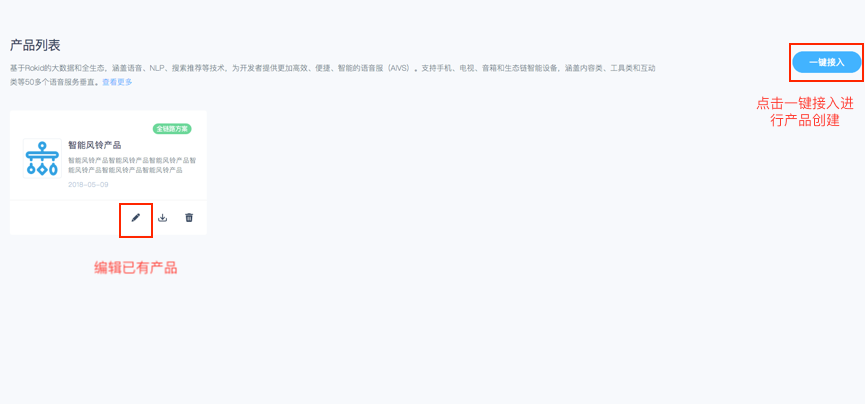 产品列表
基于Rokid的大数据和全生态，涵盖语音、NLP、搜索推荐等技术，为开发者提供更加高效、便捷、智能的语音服（AIVS）。支持手机、电视、音箱和生态链智能设备，涵盖内容类、工具类和互动
类等50多个语音服务垂直。查看更多
一键接入
点击一键接入进
行产品创建
全链路方案
智能风铃产品
智能风铃产品智能风铃产品智能风铃产品智
能风铃产品智能风铃产品智能风铃产品
2018-05-09
编辑已有产品